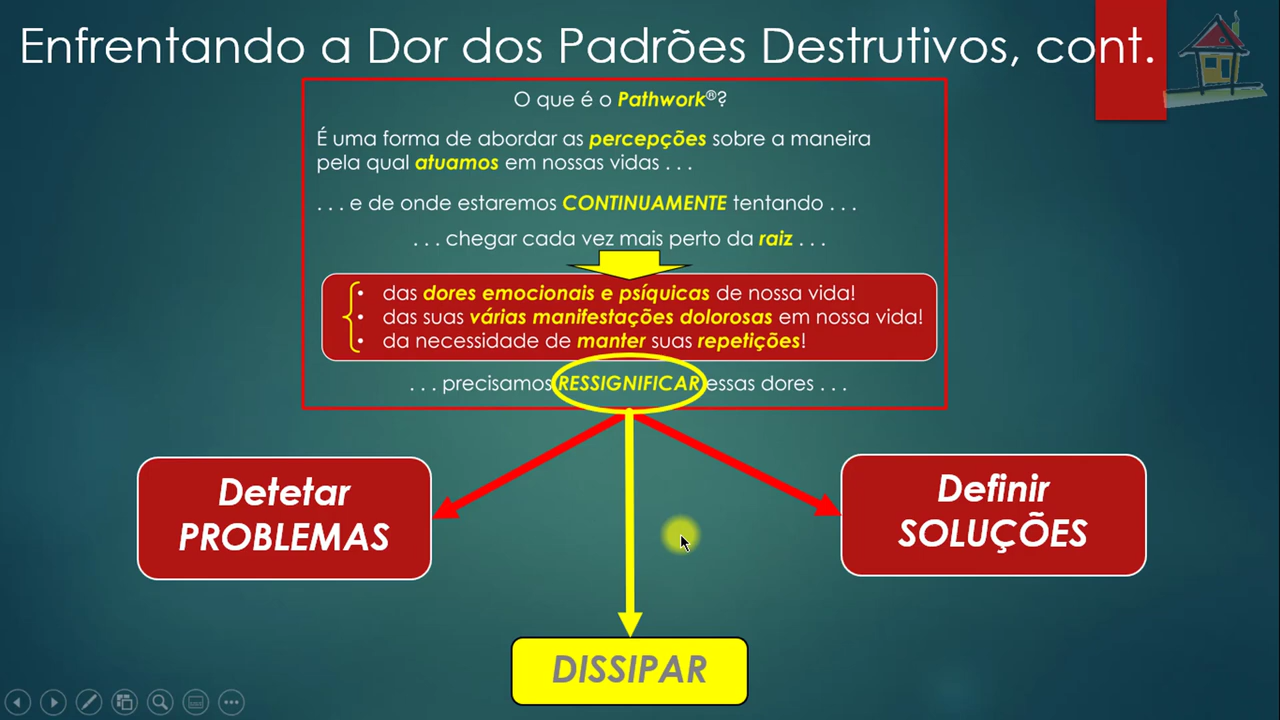 Enfrentando a Dor dos Padrões Destrutivos, cont.
O que é o Pathwork®?
É uma forma de abordar as percepções sobre a maneira
pela qual atuamos em nossas vidas . . .
. . . e de onde estaremos CONTINUAMENTE tentando . . .
. . . chegar cada vez mais perto da raiz . . .
• das dores emocionais e psíquicas de nossa vida!
• das suas várias manifestações dolorosas em nossa vida!
• da necessidade de manter suas repetições!
. . . precisamos RESSIGNIFICAR essas dores . . .
Detetar
PROBLEMAS
Definir
SOLUÇÕES
DISSIPAR